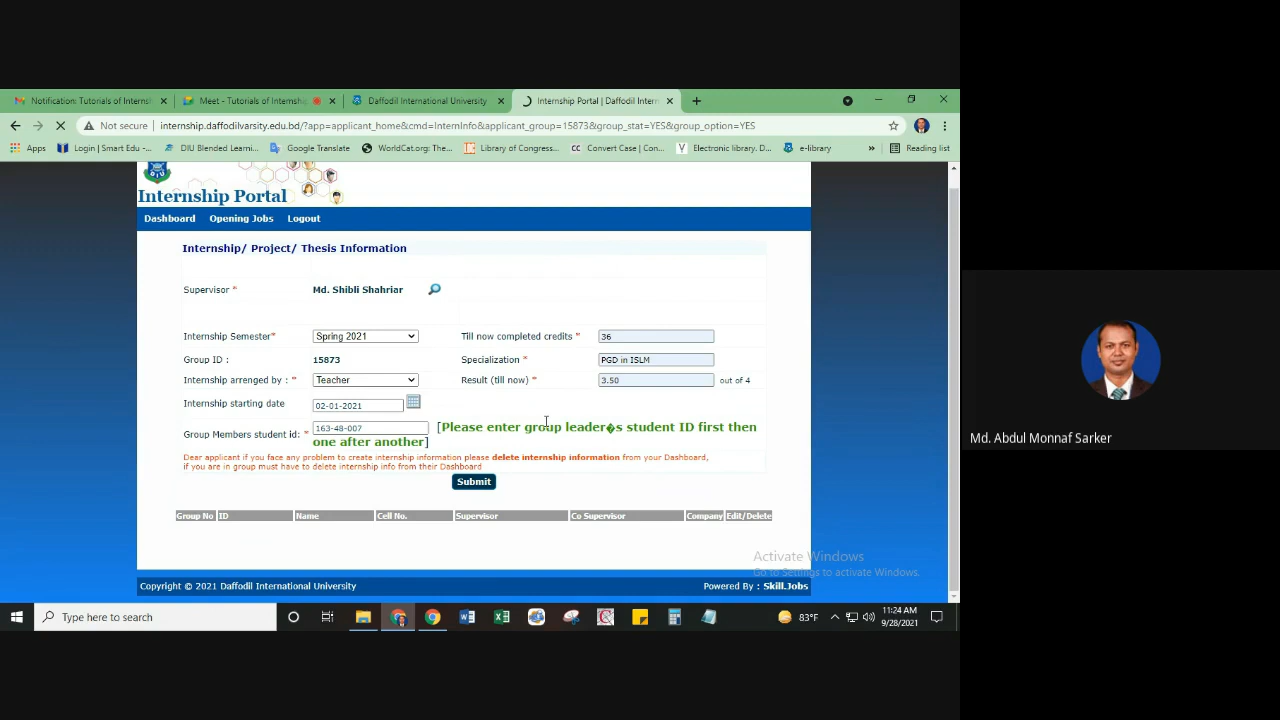 Notification: Tutorials of Internsh
Meet - Tutorials of Internship
Daffodil International University
Internship Portal | Daffodil Intern
Not secure
internship.daffodilvarsity.edu.bd/?app=applicant_home&cmd=InternInfo&applicant_group=15873&group_stat=YES&group_option=YES
Apps
Login | Smart Edu -...
DIU Blended Learni...
Google Translate
WorldCat.org: The...
Library of Congress...
Convert Case | Con...
Electronic library. D...
e-library
»
Reading list
Internship Portal
Dashboard Opening Jobs Logout
Internship/ Project/ Thesis Information
Supervisor * Md. Shibli Shahriar
Internship Semester* Spring 2021 Till now completed credits * 36
Group ID : 15873 Specialization * PGD in ISLM
Internship arranged by : * Teacher Result (till now) * 3.50 out of 4
Internship starting date 02-01-2021
Group Members student id: * 163-48-007 [Please enter group leader�s student ID first then
one after another]
Dear applicant if you face any problem to create internship information please delete internship information from your Dashboard,
if you are in group must have to delete internship info from their Dashboard
Submit
Group No ID Name Cell No. Supervisor Co Supervisor Company Edit/Delete
Activate Windows
Go to Settings to activate Windows.
Copyright © 2021 Daffodil International University Powered By : Skill.Jobs
Type here to search
83°F
11:24 AM
9/28/2021
Md. Abdul Monnaf Sarker